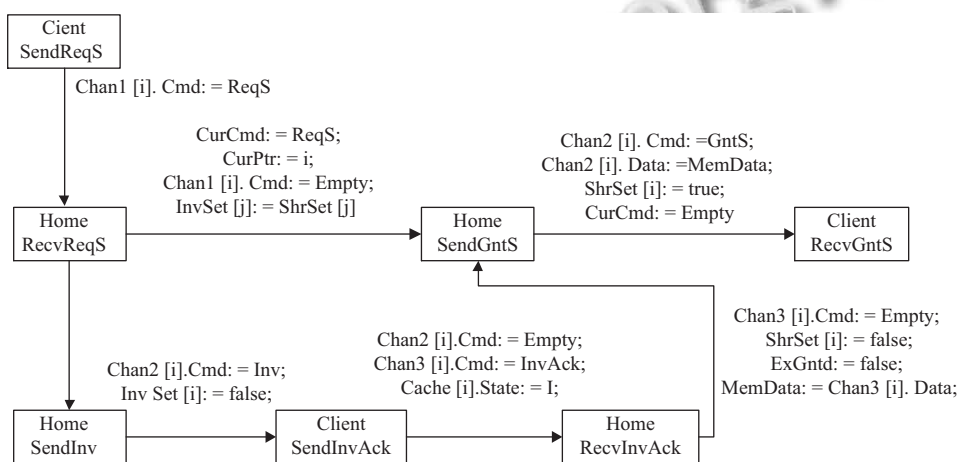 Cient
SendReqS
Chan1 [i]. Cmd: = ReqS
CurCmd: = ReqS;
CurPtr: = i;
Chan1 [i]. Cmd: = Empty;
InvSet [j]: = ShrSet [j]
Chan2 [i]. Cmd: =GntS;
Chan2 [i]. Data: =MemData;
ShrSet [i]: = true;
CurCmd: = Empty
Home
RecvReqS
Home
SendGntS
Client
RecvGntS
Chan2 [i].Cmd: = Inv;
Inv Set [i]: = false;
Chan2 [i].Cmd: = Empty;
Chan3 [i].Cmd: = InvAck;
Cache [i].State: = I;
Chan3 [i].Cmd: = Empty;
ShrSet [i]: = false;
ExGntd: = false;
MemData: = Chan3 [i]. Data;
Home
SendInv
Client
SendInvAck
Home
RecvInvAck